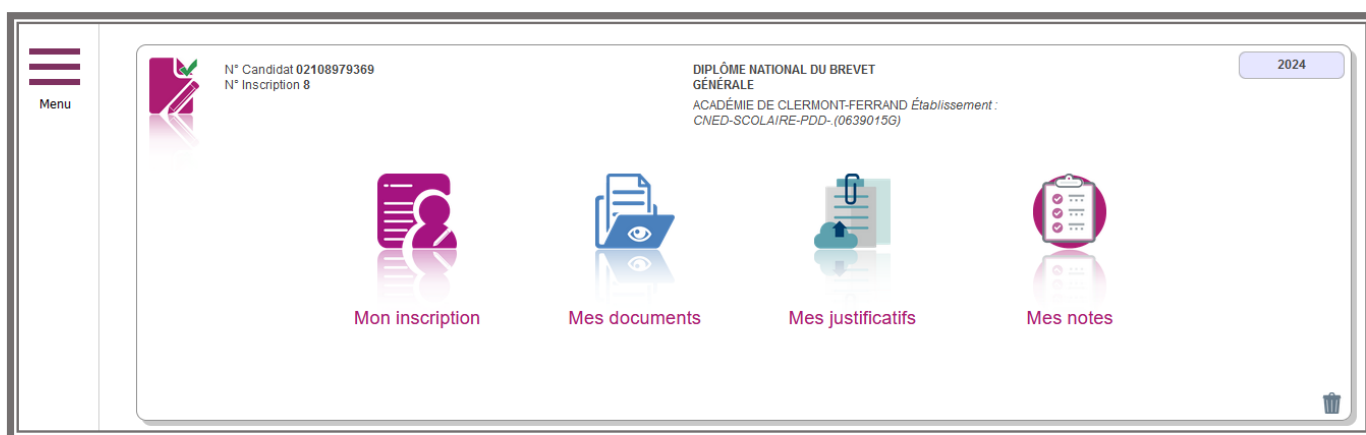 Menu
N° Candidat 02108979369
N° Inscription 8
DIPLÔME NATIONAL DU BREVET
GÉNÉRALE
ACADÉMIE DE CLERMONT-FERRAND Établissement :
CNED-SCOLAIRE-PDD-.(0639015G)
2024
Mon inscription
Mes documents
Mes justificatifs
Mes notes